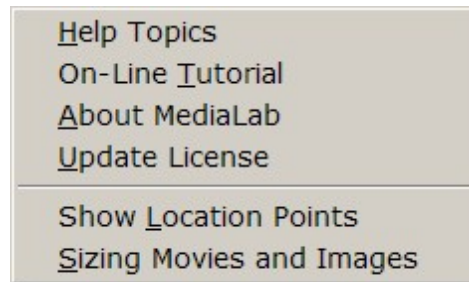 Help Topics
On-Line Tutorial
About MediaLab
Update License
Show Location Points
Sizing Movies and Images